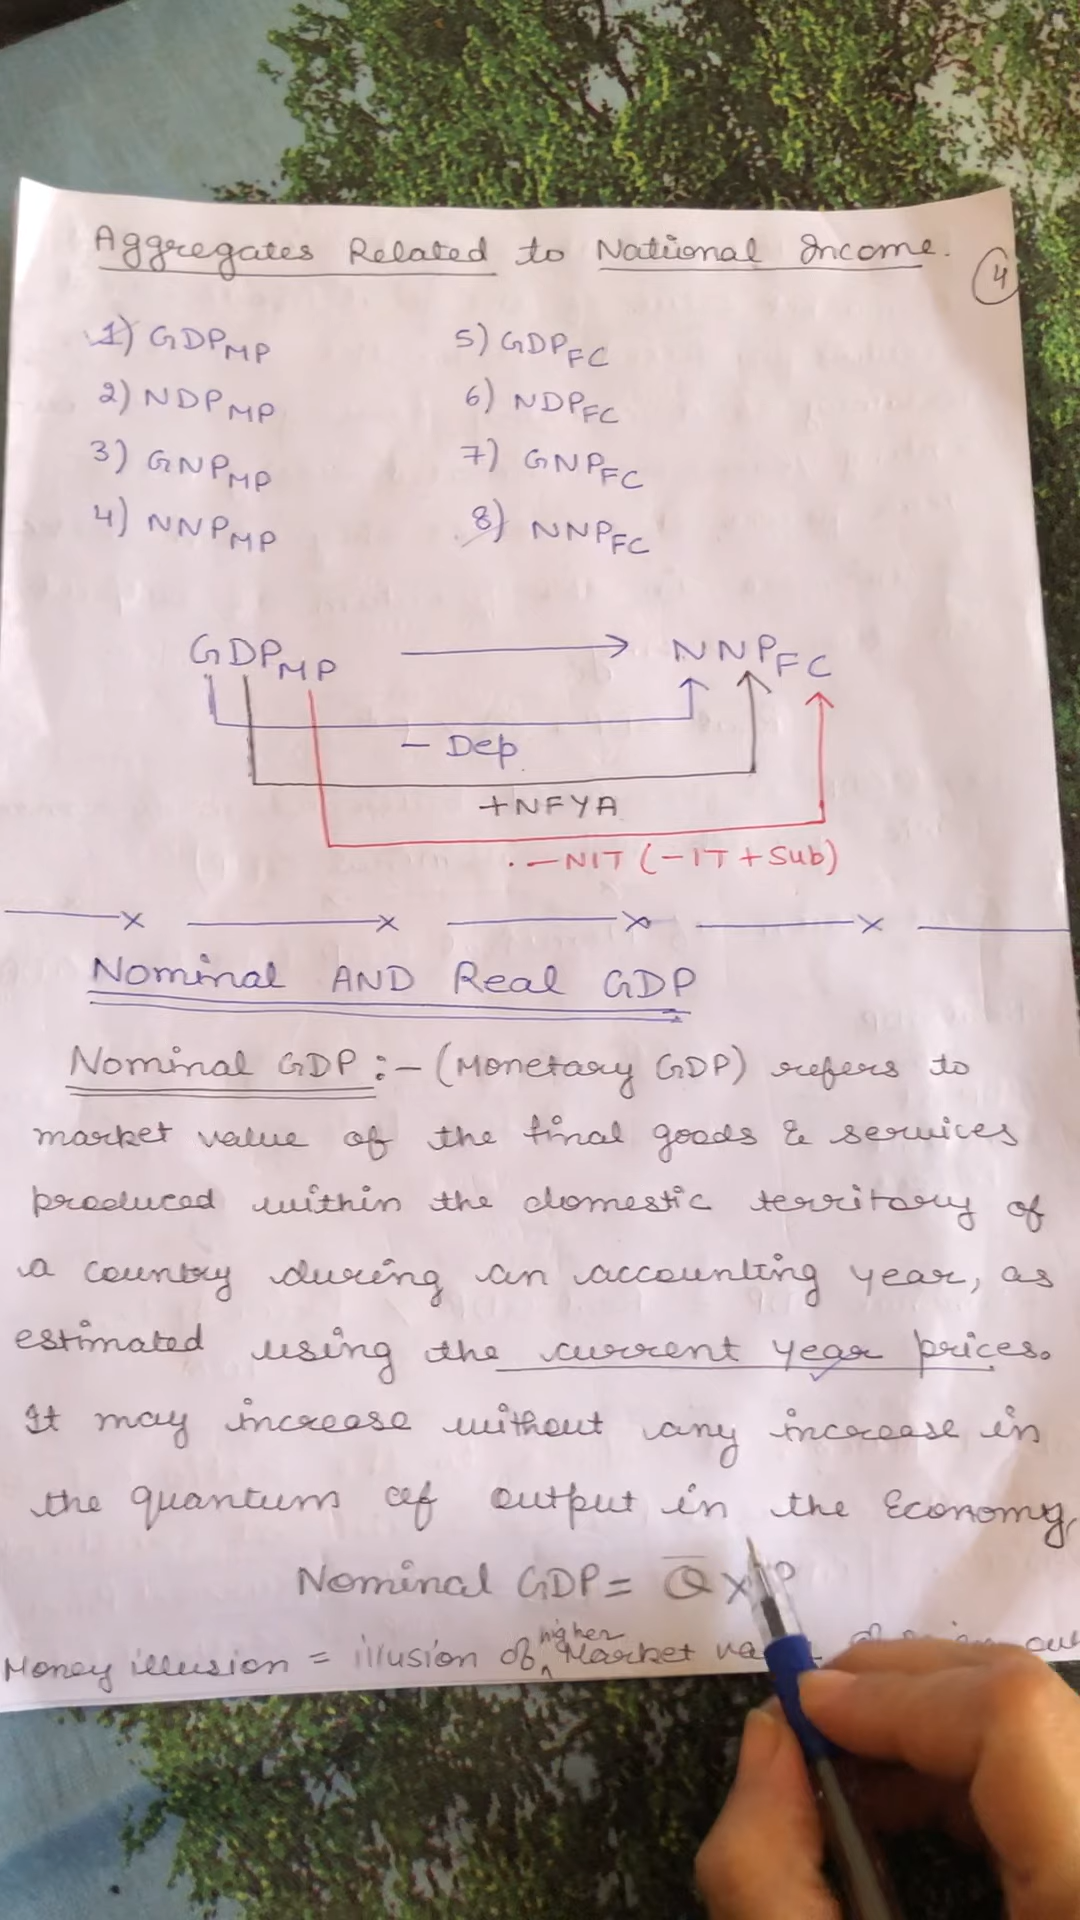 Aggregates Related to National Income.
4
1) GDPMP
2) NDPMP
3) GNPMP
4) NNPMP
5) GDPFC
6) NDPFC
7) GNPFC
8) NNPFC
GDPMP → NNPFC
- Dep.
+NFYA
. - NIT (-IT + Sub)
Nominal AND Real GDP
Nominal GDP :- (Monetary GDP) refers to
market value of the final goods & services
produced within the domestic territory of
a country during an accounting year, as
estimated using the current year prices.
It may increase without any increase in
the quantum of output in the Economy,
Nominal GDP = Q̅ × P
Money illusion = illusion of higher Market